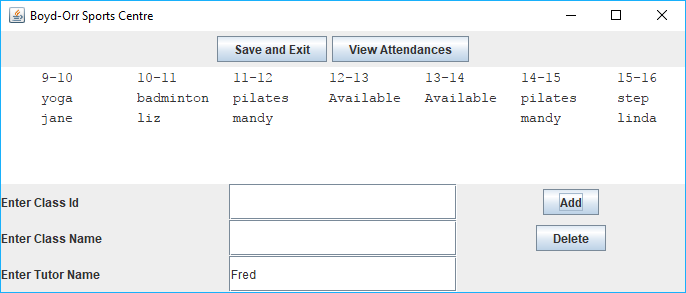 Boyd-Orr Sports Centre
Save and Exit View Attendances
9-10 10-11 11-12 12-13 13-14 14-15 15-16
yoga badminton pilates Available Available pilates step
jane liz mandy mandy linda
Enter Class Id Add
Enter Class Name Delete
Enter Tutor Name Fred